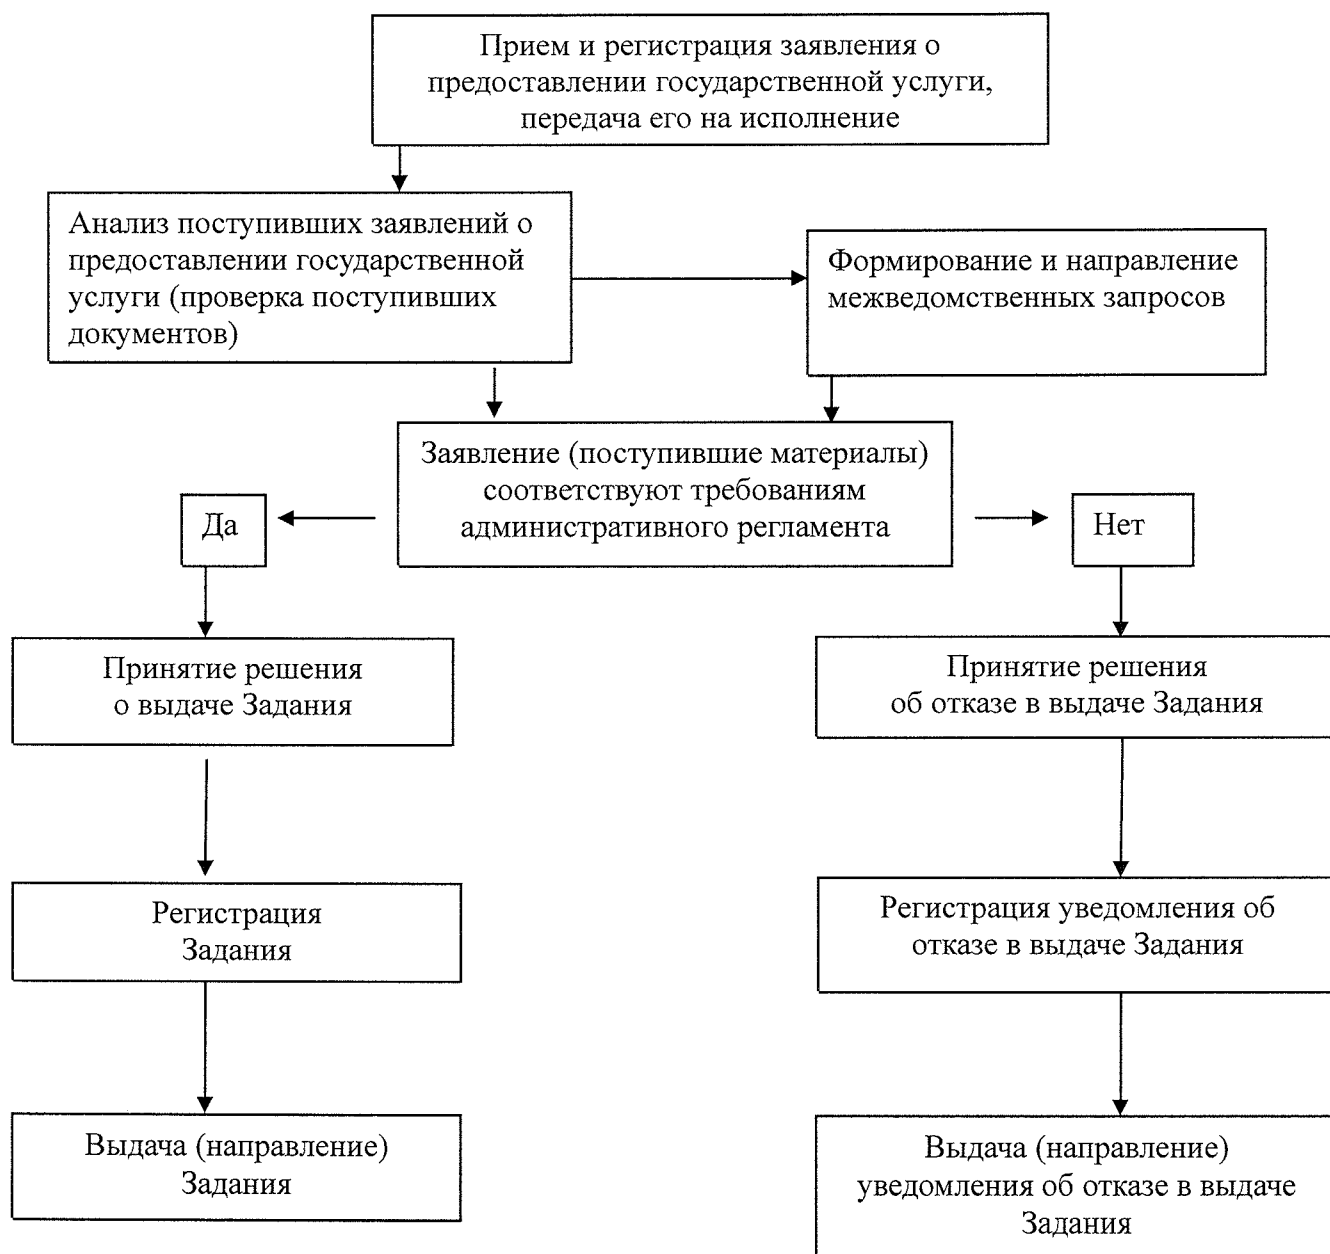 Прием и регистрация заявления о
предоставлении государственной услуги,
передача его на исполнение
Анализ поступивших заявлений о
предоставлении государственной
услуги (проверка поступивших
документов)
Формирование и направление
межведомственных запросов
Заявление (поступившие материалы)
соответствуют требованиям
административного регламента
Да
Нет
Принятие решения
о выдаче Задания
Принятие решения
об отказе в выдаче Задания
Регистрация
Задания
Регистрация уведомления об
отказе в выдаче Задания
Выдача (направление)
Задания
Выдача (направление)
уведомления об отказе в выдаче
Задания